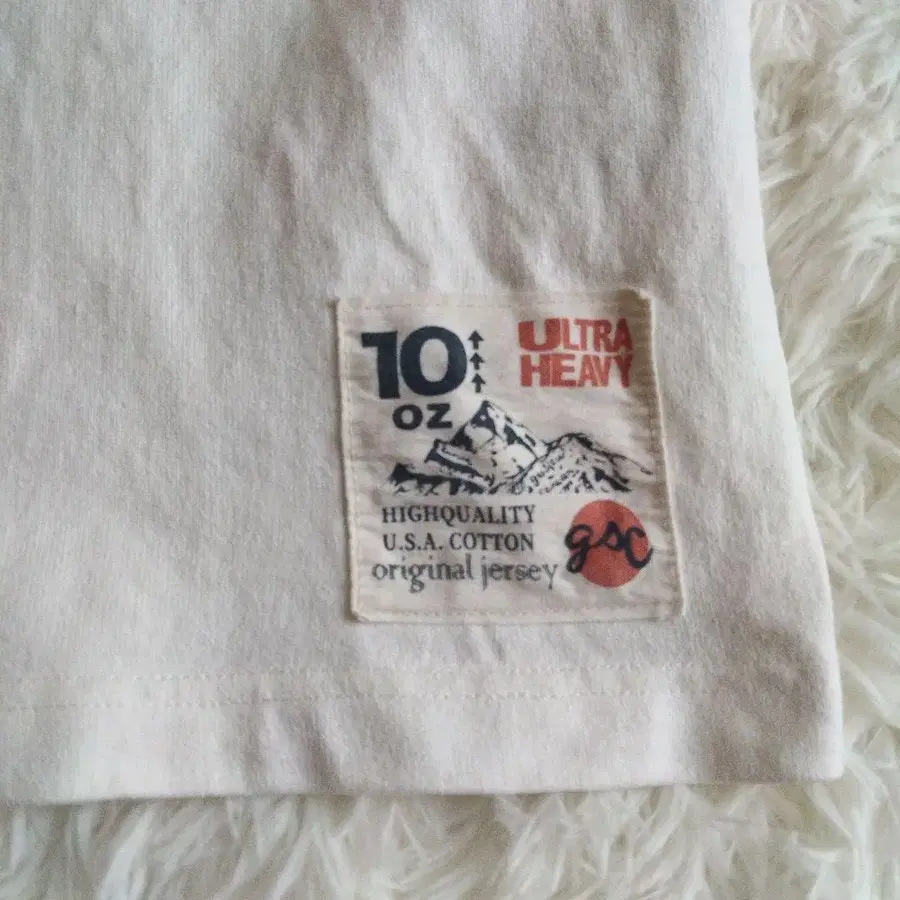 10
OZ
ULTRA
HEAVY
HIGHQUALITY
U.S.A. COTTON
original jersey
gsc